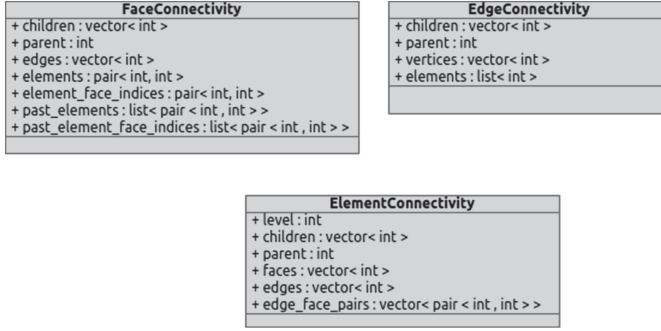 FaceConnectivity
+ children : vector< int >
+ parent : int
+ edges : vector< int >
+ elements : pair< int, int >
+ element_face_indices : pair< int, int >
+ past_elements : list< pair < int , int > >
+ past_element_face_indices : list< pair < int , int > >
EdgeConnectivity
+ children : vector< int >
+ parent : int
+ vertices : vector< int >
+ elements : list< int >
ElementConnectivity
+ level : int
+ children : vector< int >
+ parent : int
+ faces : vector< int >
+ edges : vector< int >
+ edge_face_pairs : vector< pair < int , int > >